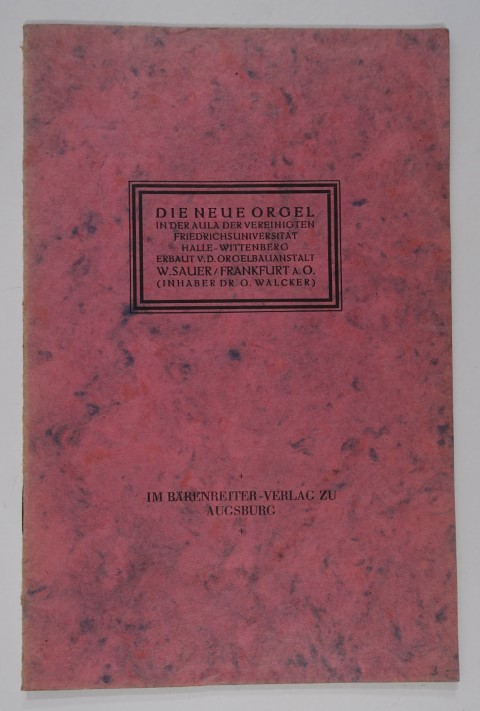 DIE NEUE ORGEL
IN DER AULA DER VEREINIGTEN
FRIEDRICHSUNIVERSITÄT
HALLE-WITTENBERG
ERBAUT V. D. ORGELBAUANSTALT
W. SAUER / FRANKFURT A. O.
(INHABER DR. O. WALCKER)
IM BÄRENREITER-VERLAG ZU
AUGSBURG
3